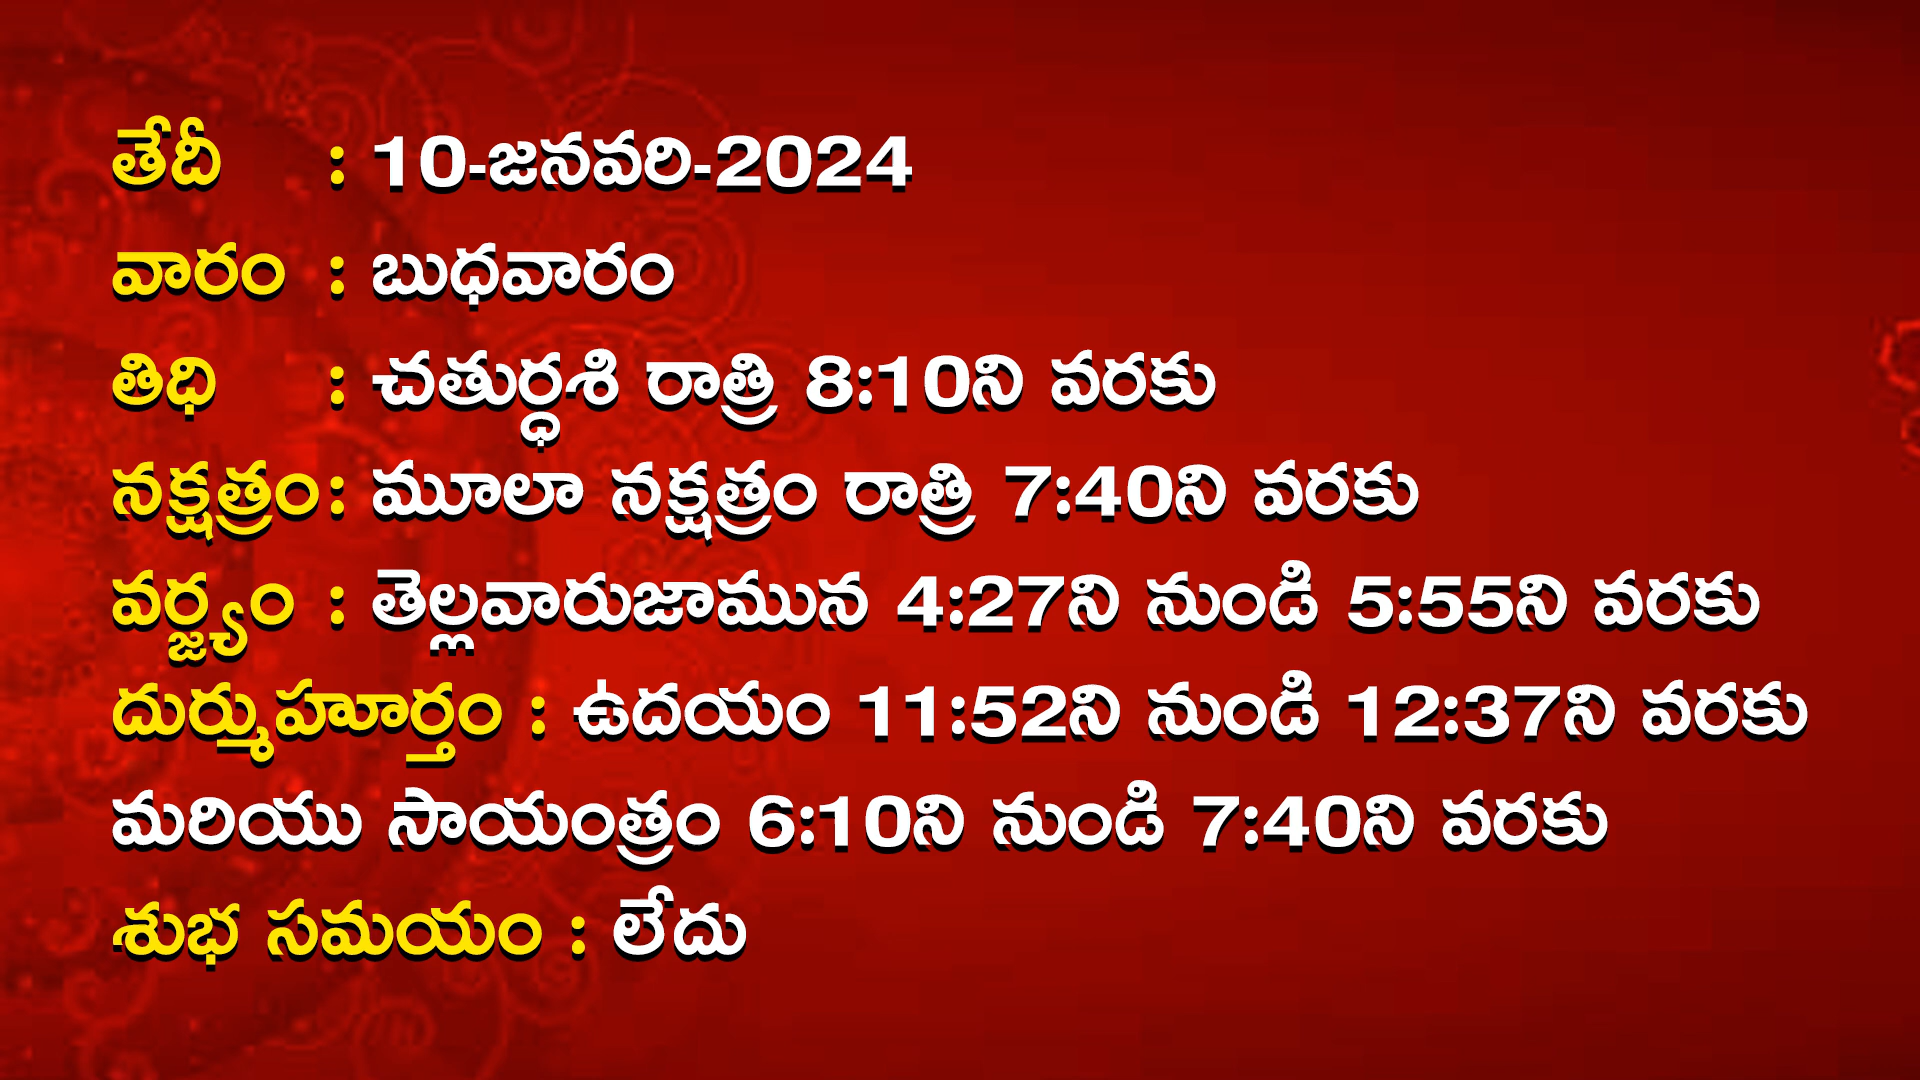 తేదీ : 10-జనవరి-2024
వారం : బుధవారం
తిధి : చతుర్ధశి రాత్రి 8:10ని వరకు
నక్షత్రం: మూలా నక్షత్రం రాత్రి 7:40ని వరకు
వర్జ్యం : తెల్లవారుజామున 4:27ని నుండి 5:55ని వరకు
దుర్ముహూర్తం : ఉదయం 11:52ని నుండి 12:37ని వరకు
మరియు సాయంత్రం 6:10ని నుండి 7:40ని వరకు
శుభ సమయం : లేదు